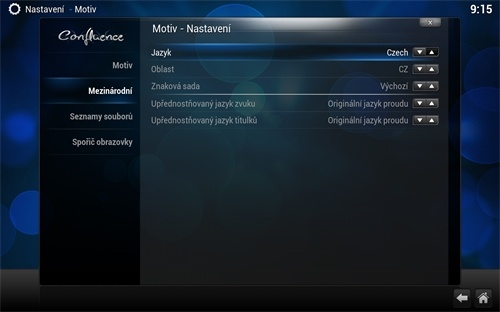 Nastavení - Motiv
9:15
Confluence
Motiv - Nastavení
x
Motiv
Mezinárodní
Seznamy souborů
Spořič obrazovky
Jazyk Czech
Oblast CZ
Znaková sada Výchozí
Upřednostňovaný jazyk zvuku Originální jazyk proudu
Upřednostňovaný jazyk titulků Originální jazyk proudu